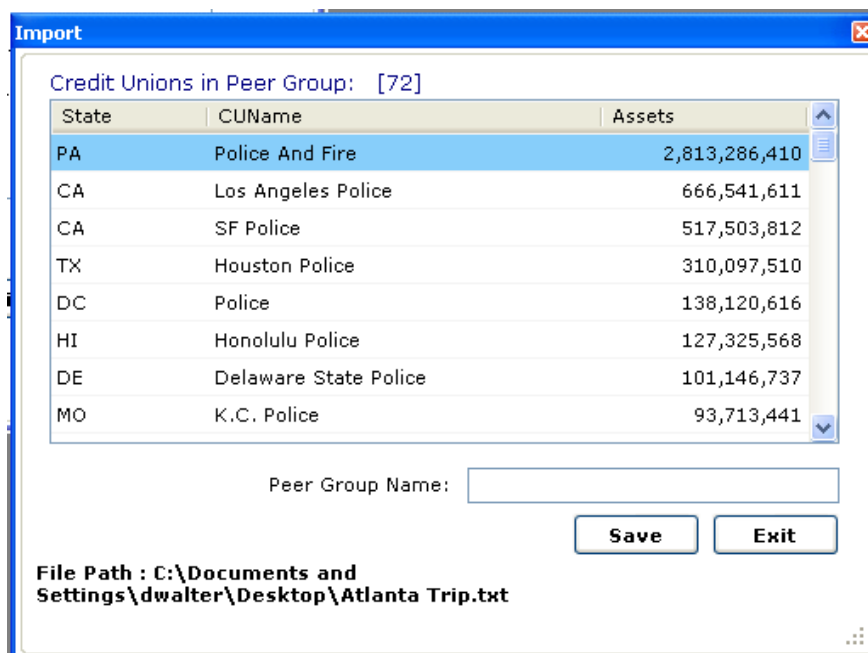 Import
Credit Unions in Peer Group: [72]
State CUName Assets
PA Police And Fire 2,813,286,410
CA Los Angeles Police 666,541,611
CA SF Police 517,503,812
TX Houston Police 310,097,510
DC Police 138,120,616
HI Honolulu Police 127,325,568
DE Delaware State Police 101,146,737
MO K.C. Police 93,713,441
Peer Group Name:
Save Exit
File Path : C:\Documents and
Settings\dwalter\Desktop\Atlanta Trip.txt